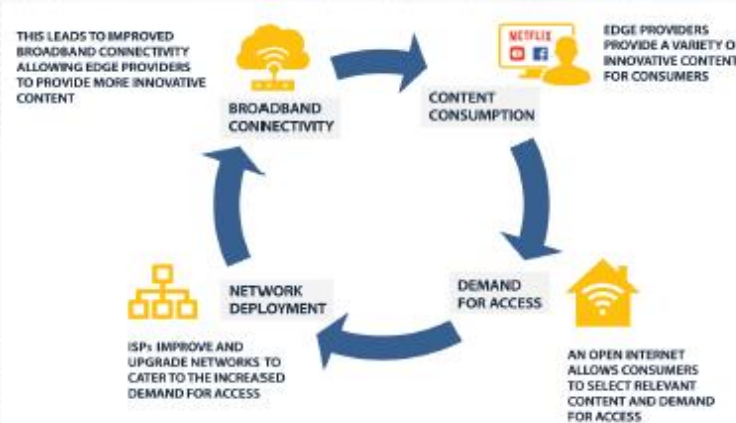 THIS LEADS TO IMPROVED
BROADBAND CONNECTIVITY
ALLOWING EDGE PROVIDERS
TO PROVIDE MORE INNOVATIVE
CONTENT
BROADBAND
CONNECTIVITY
NETFLIX
CONTENT
CONSUMPTION
EDGE PROVIDERS
PROVIDE A VARIETY O
INNOVATIVE CONTENT
FOR CONSUMERS
DEMAND
FOR ACCESS
AN OPEN INTERNET
ALLOWS CONSUMERS
TO SELECT RELEVANT
CONTENT AND DEMAND
FOR ACCESS
NETWORK
DEPLOYMENT
ISPs IMPROVE AND
UPGRADE NETWORKS TO
CATER TO THE INCREASED
DEMAND FOR ACCESS